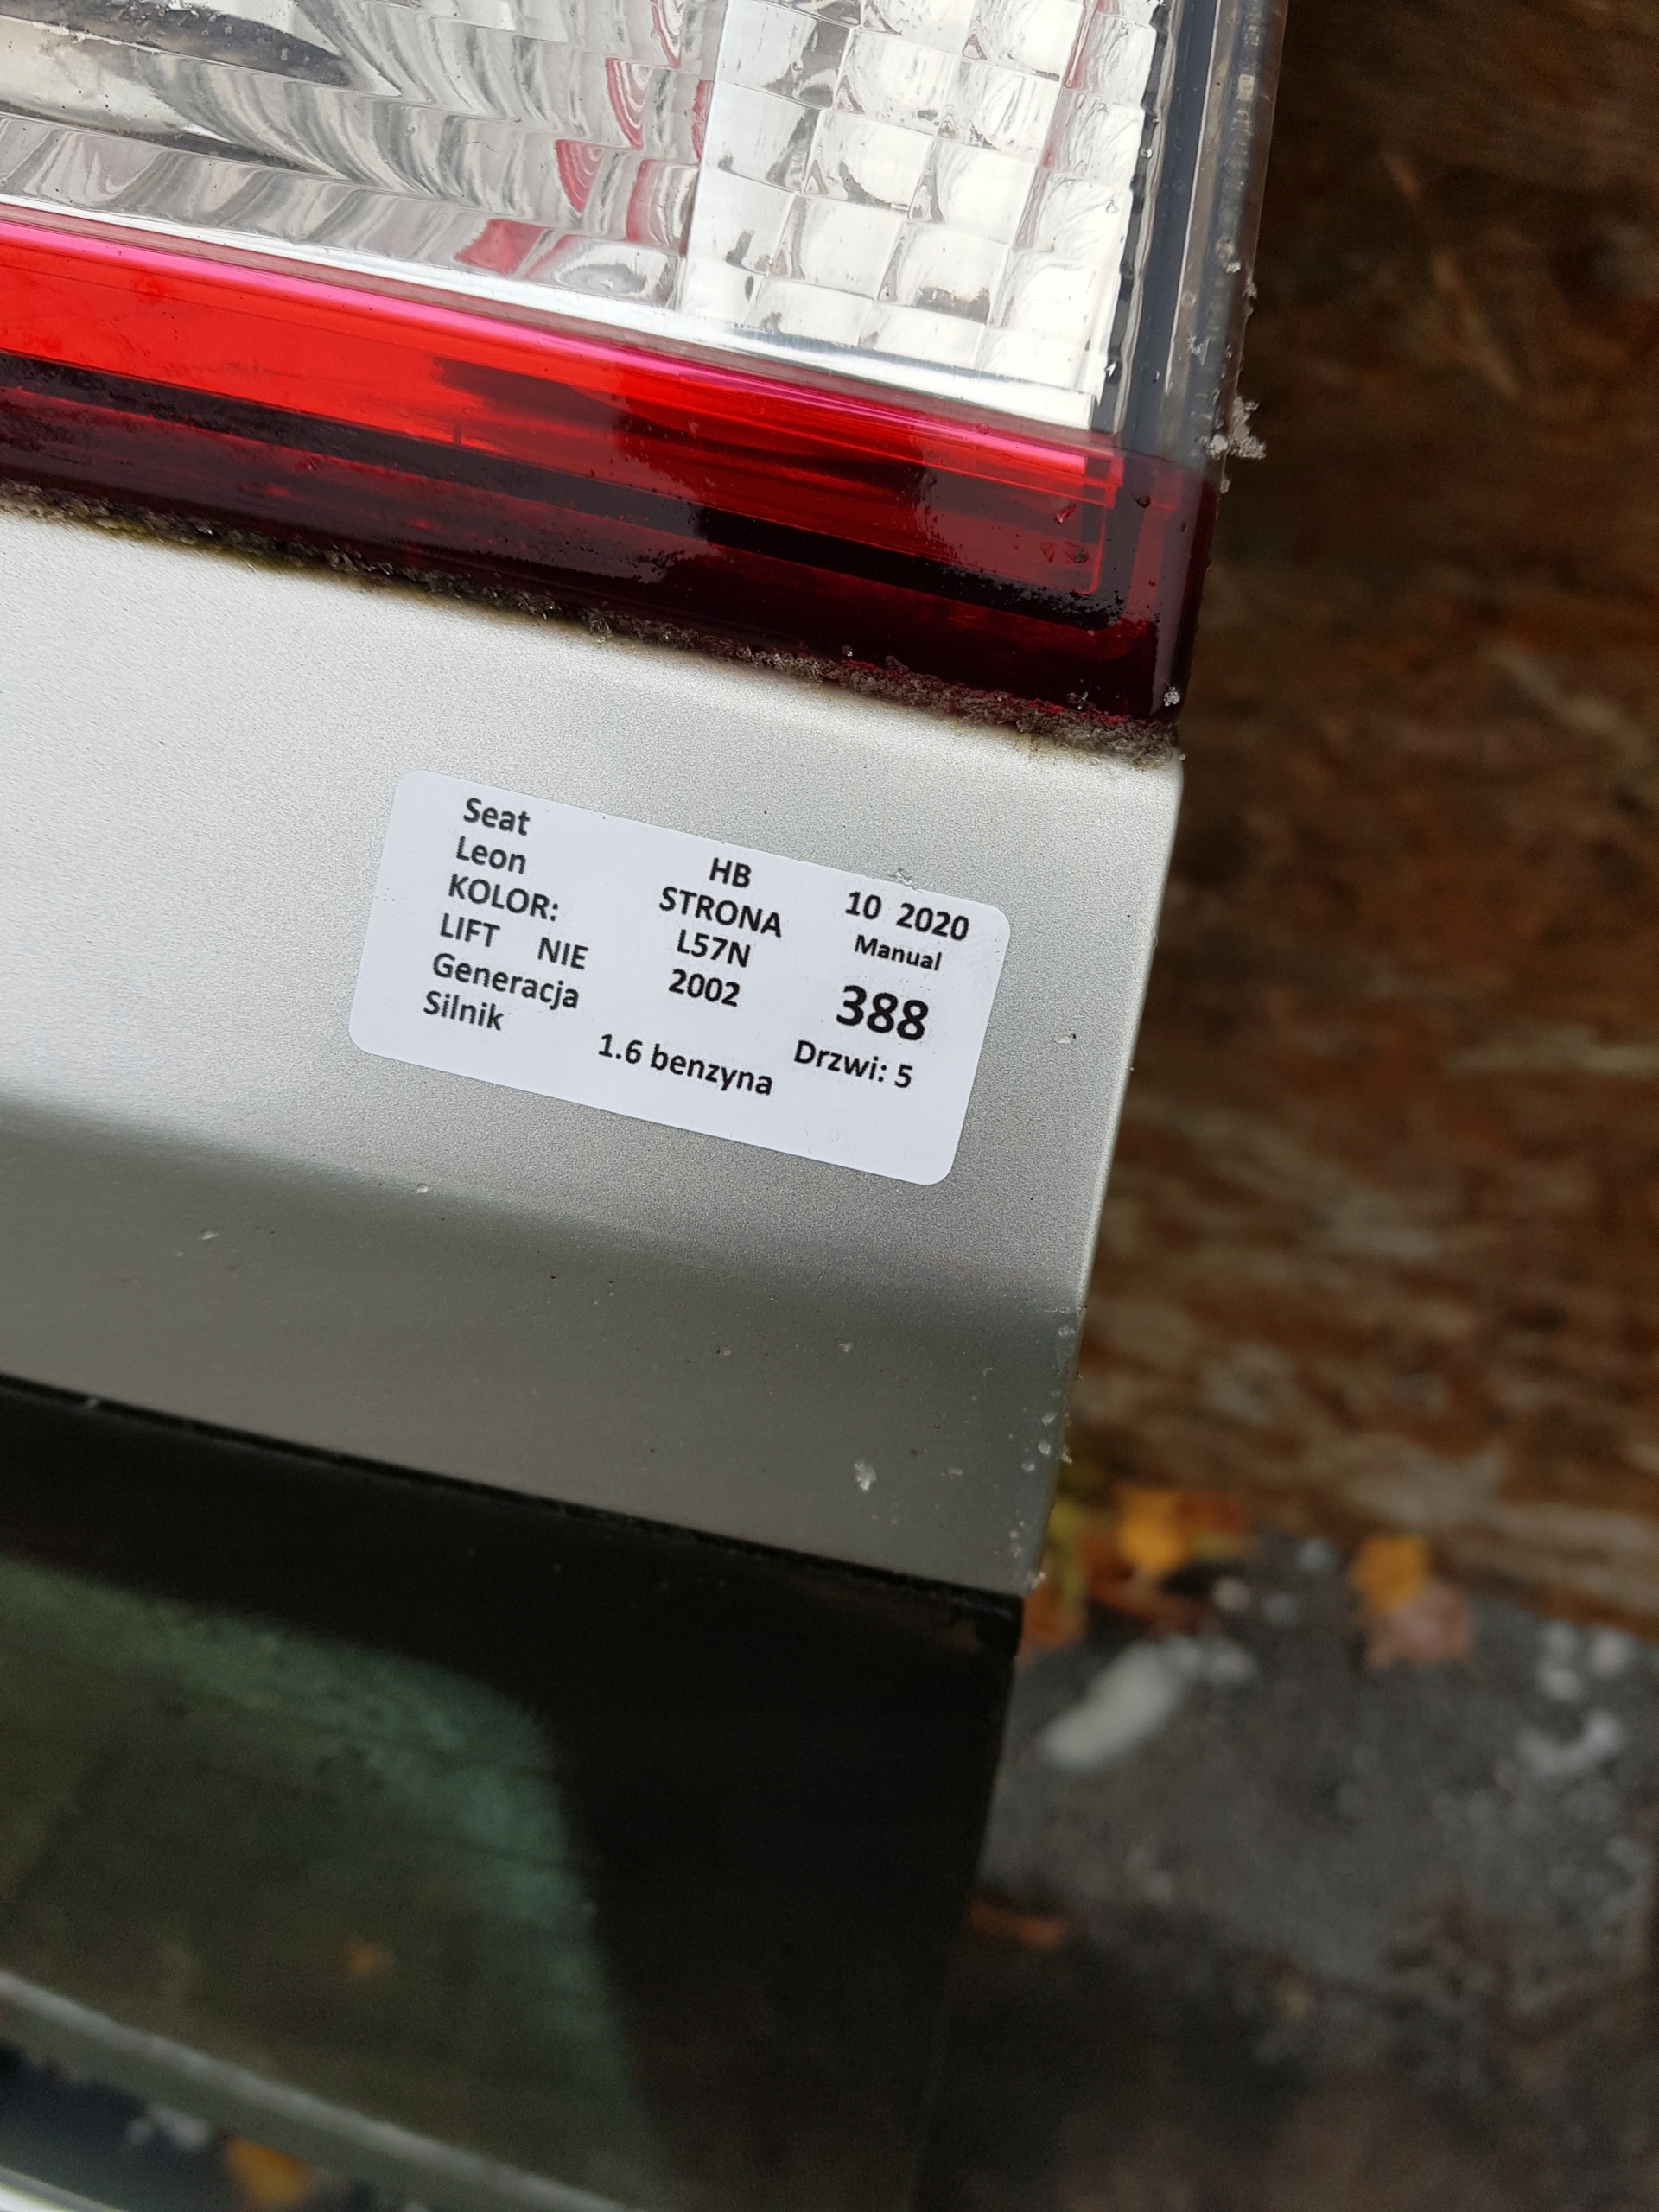 Seat HB 10 2020
Leon STRONA Manual
KOLOR: L57N 388
LIFT NIE 2002 Drzwi: 5
Generacja
Silnik 1.6 benzyna